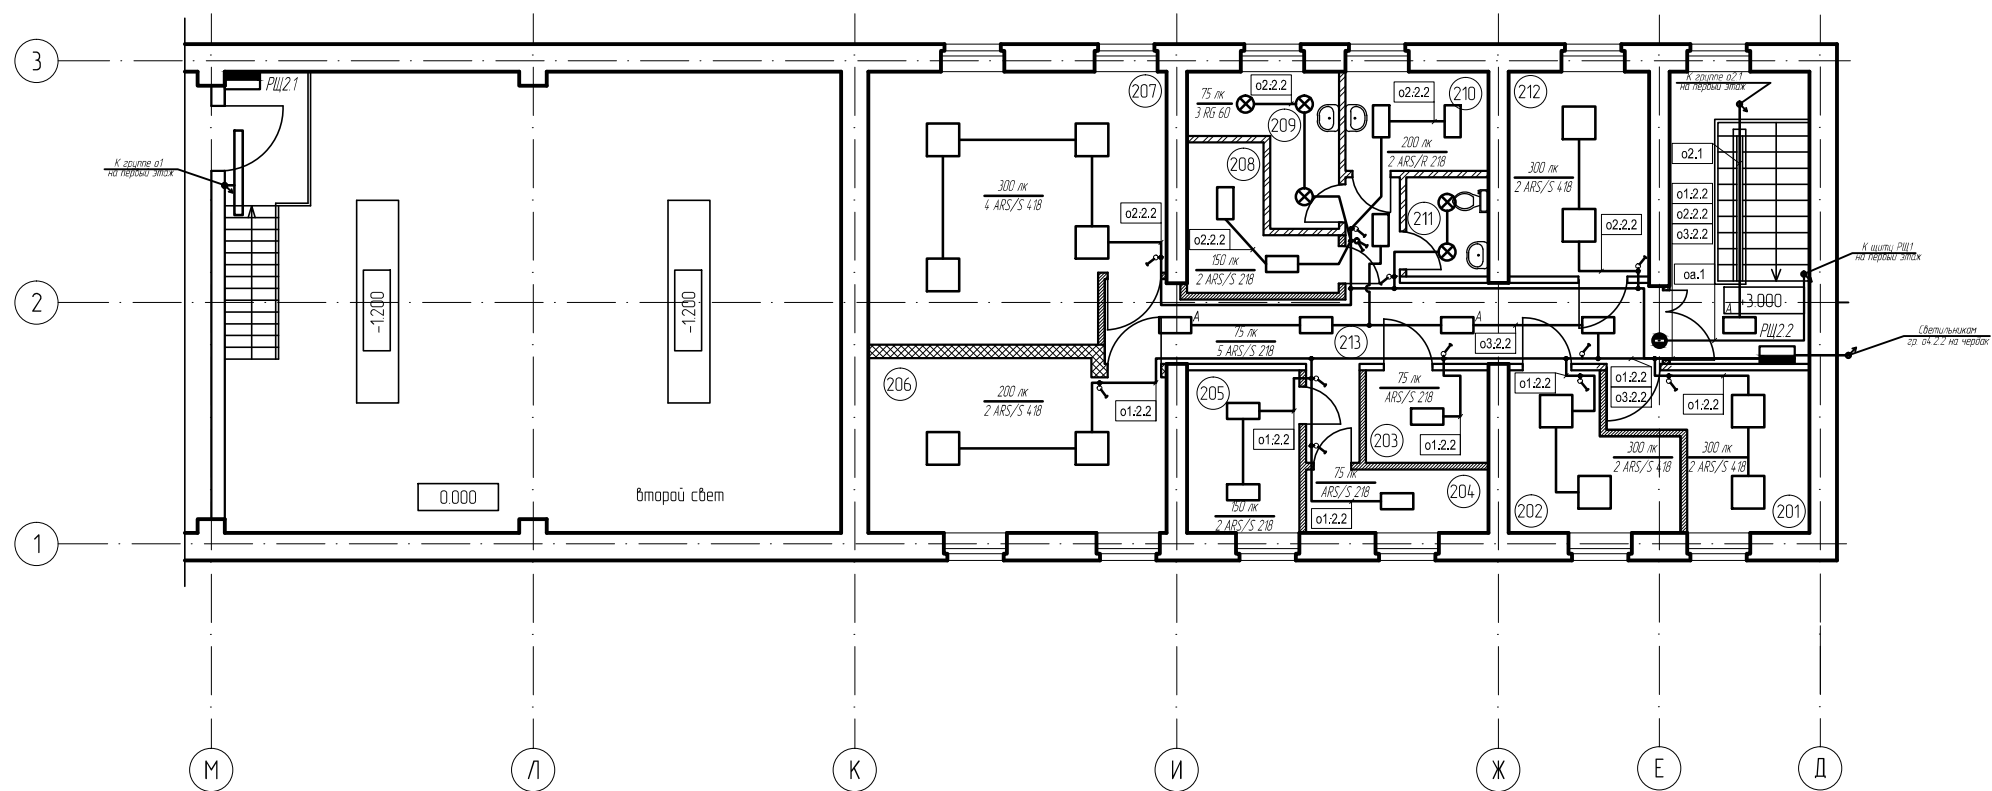 3
2
1
М
Л
К
И
Ж
Е
Д
РЩ2.1
К группе о1
на первый этаж
-1.200
-1.200
0.000
второй свет
207
300 лк
4 ARS/S 418
о2.2.2
206
200 лк
2 ARS/S 418
о1.2.2
75 лк
3 RG 60
о2.2.2
209
208
о2.2.2
150 лк
2 ARS/S 218
210
о2.2.2
200 лк
2 ARS/R 218
211
212
300 лк
2 ARS/S 418
о2.2.2
А
75 лк
5 ARS/S 218
213
А
о3.2.2
205
о1.2.2
150 лк
2 ARS/S 218
75 лк
ARS/S 218
203
о1.2.2
75 лк
ARS/S 218
204
о1.2.2
о1.2.2
300 лк
2 ARS/S 418
202
о1.2.2
о3.2.2
о1.2.2
300 лк
2 ARS/S 418
201
К группе о2.1
на первый этаж
о2.1
о1.2.2
о2.2.2
о3.2.2
оа.1
+3.000
А
РЩ2.2
К щиту РЩ1
на первый этаж
Светильникам
гр. о4.2.2 на чердак